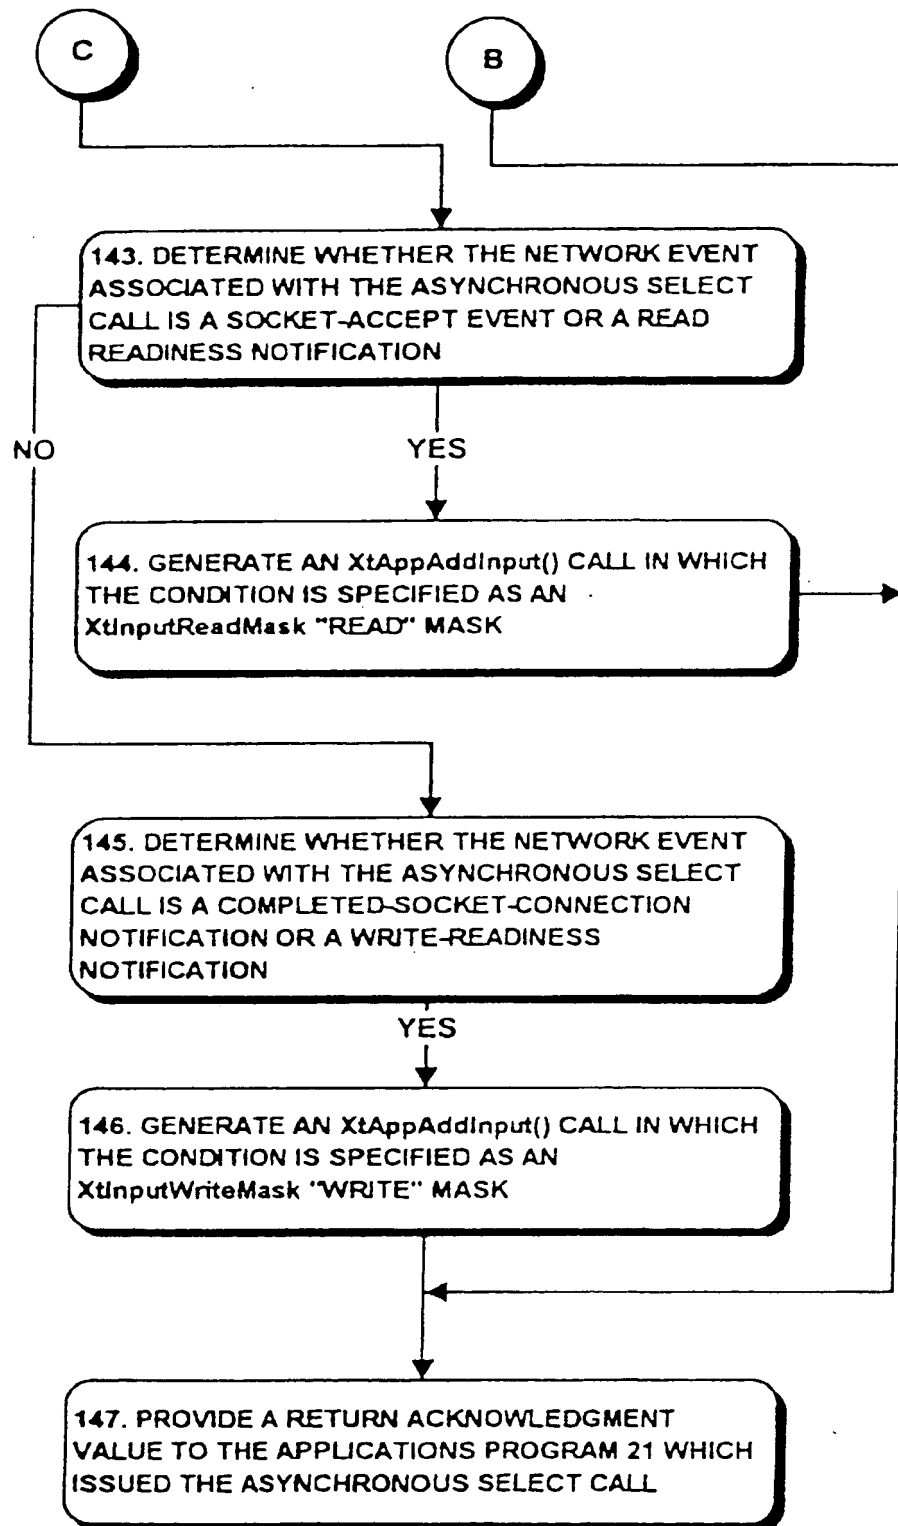 C
B
143. DETERMINE WHETHER THE NETWORK EVENT
ASSOCIATED WITH THE ASYNCHRONOUS SELECT
CALL IS A SOCKET-ACCEPT EVENT OR A READ
READINESS NOTIFICATION
NO
YES
144. GENERATE AN XtAppAddInput() CALL IN WHICH
THE CONDITION IS SPECIFIED AS AN
XtInputReadMask "READ" MASK
145. DETERMINE WHETHER THE NETWORK EVENT
ASSOCIATED WITH THE ASYNCHRONOUS SELECT
CALL IS A COMPLETED-SOCKET-CONNECTION
NOTIFICATION OR A WRITE-READINESS
NOTIFICATION
YES
146. GENERATE AN XtAppAddInput() CALL IN WHICH
THE CONDITION IS SPECIFIED AS AN
XtInputWriteMask "WRITE" MASK
147. PROVIDE A RETURN ACKNOWLEDGMENT
VALUE TO THE APPLICATIONS PROGRAM 21 WHICH
ISSUED THE ASYNCHRONOUS SELECT CALL